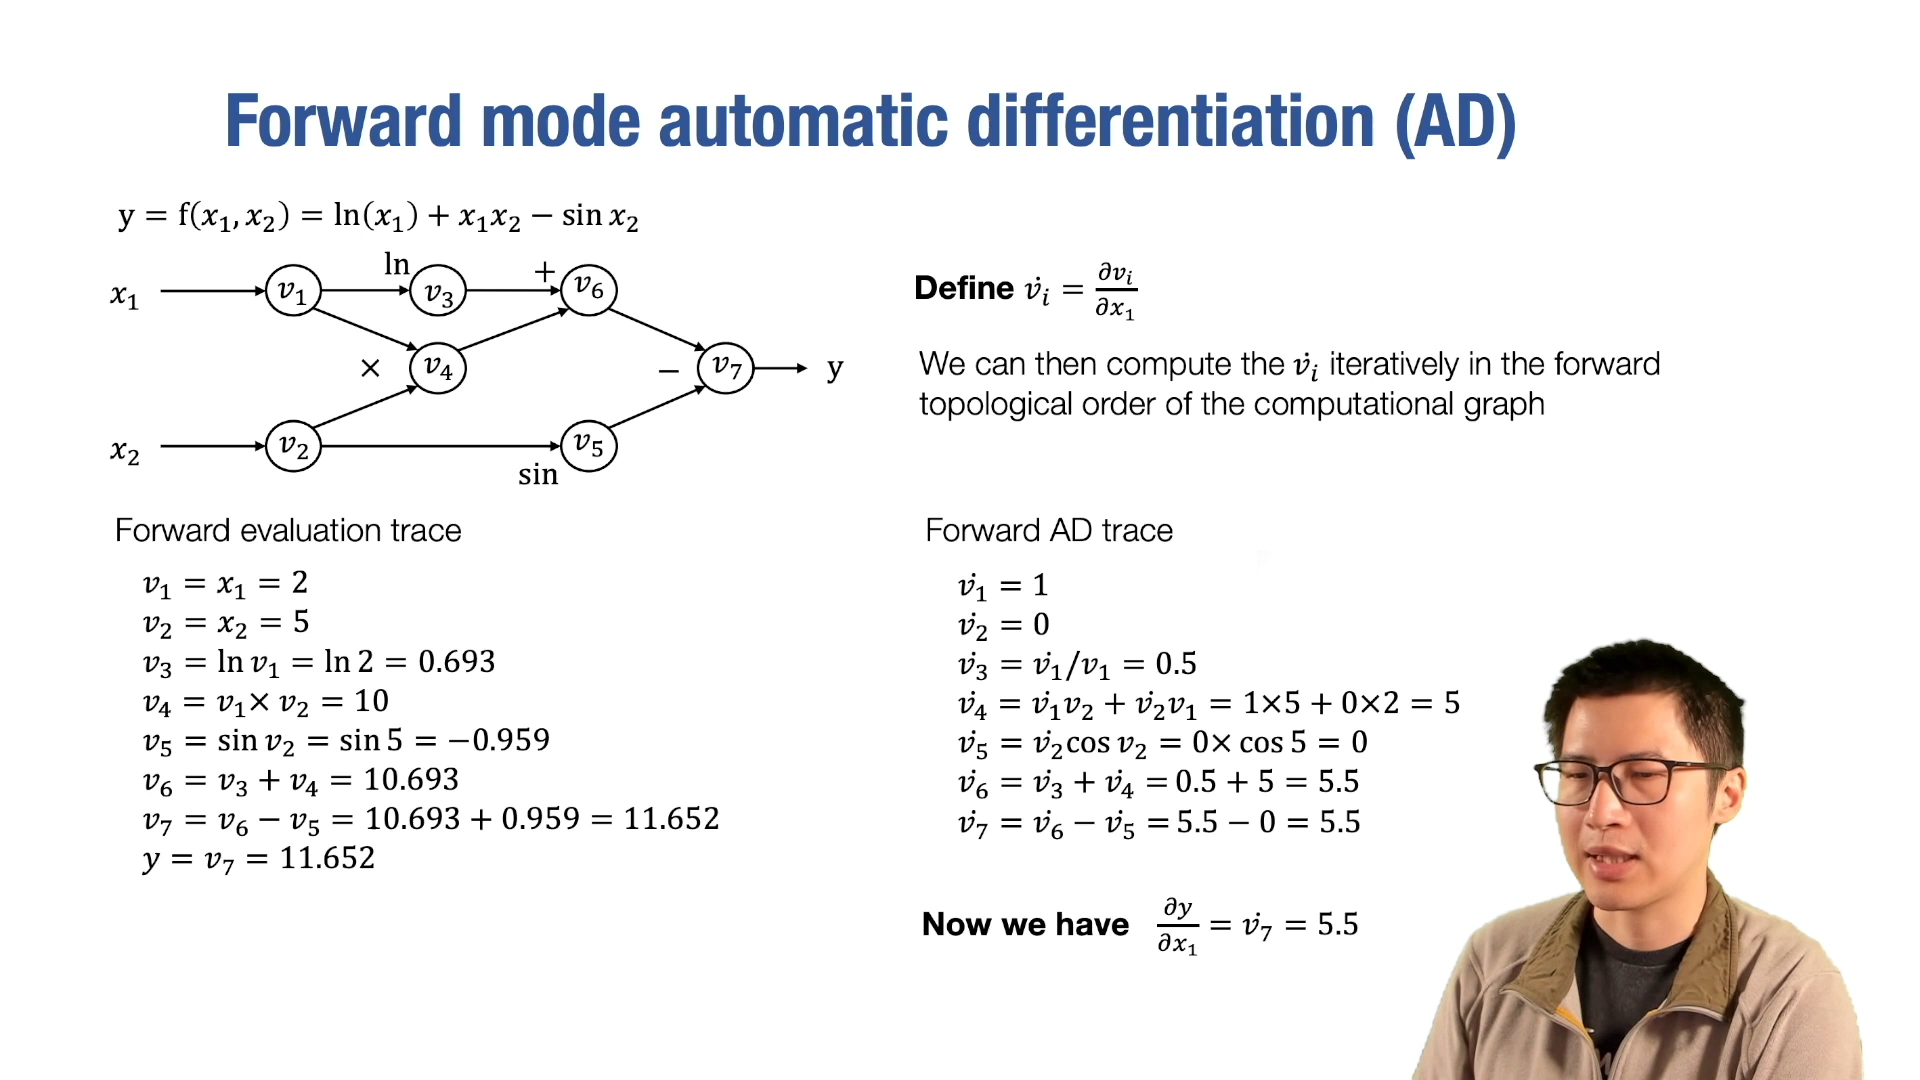 Forward mode automatic differentiation (AD)
y = f(x₁, x₂) = ln(x₁) + x₁x₂ − sin x₂
x₁
v₁
ln
v₃
+
v₆
×
v₄
−
v₇
y
x₂
v₂
sin
v₅
Define v̇ᵢ = ∂vᵢ/∂x₁
We can then compute the v̇ᵢ iteratively in the forward
topological order of the computational graph
Forward evaluation trace
v₁ = x₁ = 2
v₂ = x₂ = 5
v₃ = ln v₁ = ln 2 = 0.693
v₄ = v₁× v₂ = 10
v₅ = sin v₂ = sin 5 = −0.959
v₆ = v₃ + v₄ = 10.693
v₇ = v₆ − v₅ = 10.693 + 0.959 = 11.652
y = v₇ = 11.652
Forward AD trace
v̇₁ = 1
v̇₂ = 0
v̇₃ = v̇₁/v₁ = 0.5
v̇₄ = v̇₁v₂ + v̇₂v₁ = 1×5 + 0×2 = 5
v̇₅ = v̇₂cos v₂ = 0× cos 5 = 0
v̇₆ = v̇₃ + v̇₄ = 0.5 + 5 = 5.5
v̇₇ = v̇₆ − v̇₅ = 5.5 − 0 = 5.5
Now we have ∂y/∂x₁ = v̇₇ = 5.5